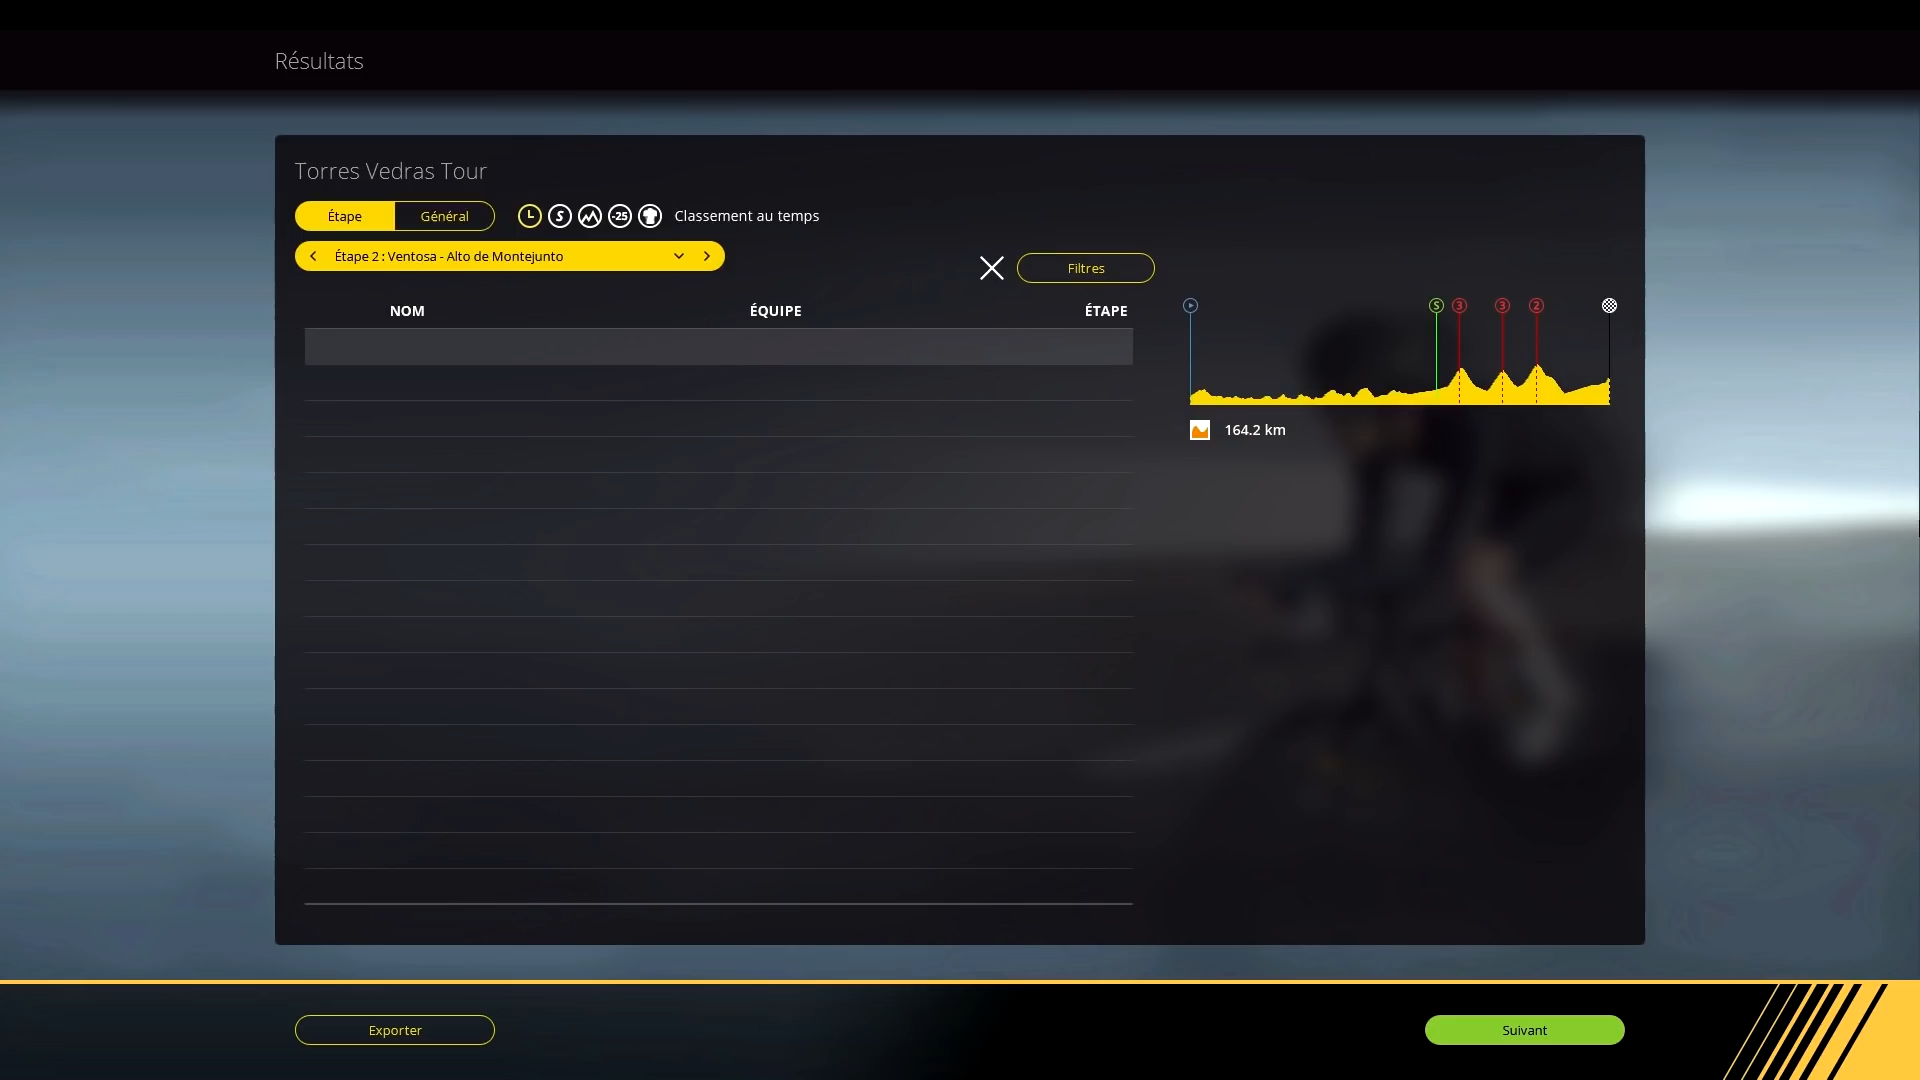 Résultats
Torres Vedras Tour
Étape Général S -25 Classement au temps
Étape 2 : Ventosa - Alto de Montejunto
Filtres
NOM ÉQUIPE ÉTAPE
S 3 3 2
164.2 km
Exporter Suivant